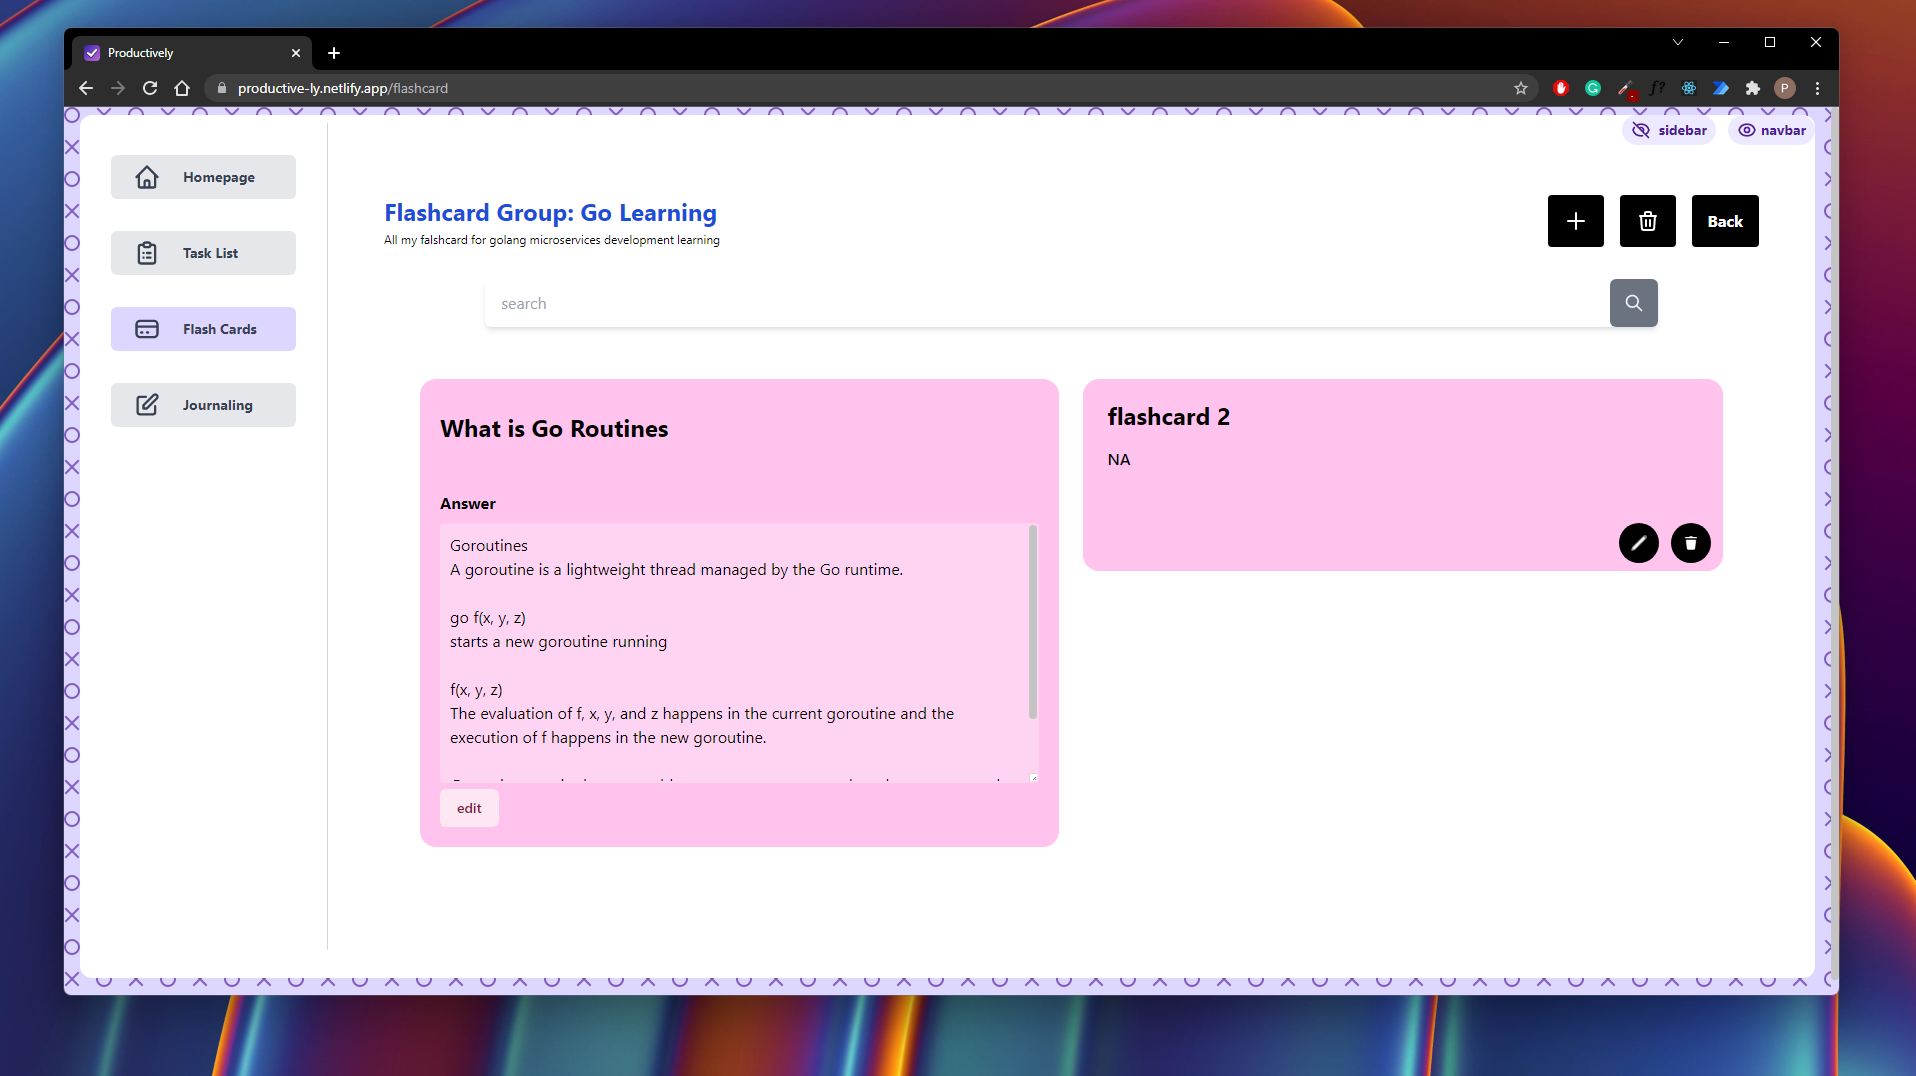 Productively
productive-ly.netlify.app/flashcard
f?
P
sidebar
navbar
Homepage
Task List
Flash Cards
Journaling
Flashcard Group: Go Learning
All my falshcard for golang microservices development learning
Back
search
What is Go Routines
Answer
Goroutines
A goroutine is a lightweight thread managed by the Go runtime.
go f(x, y, z)
starts a new goroutine running
f(x, y, z)
The evaluation of f, x, y, and z happens in the current goroutine and the
execution of f happens in the new goroutine.
edit
flashcard 2
NA